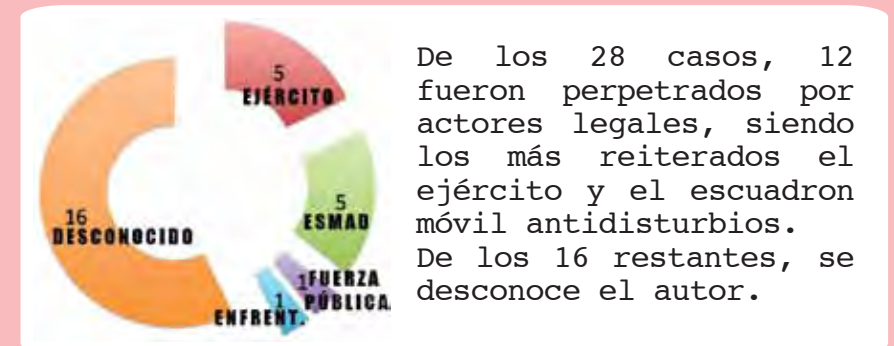 5
EJÉRCITO
5
ESMAD
1 FUERZA
PÚBLICA
1
ENFRENT.
16
DESCONOCIDO
De los 28 casos, 12
fueron perpetrados por
actores legales, siendo
los más reiterados el
ejército y el escuadron
móvil antidisturbios.
De los 16 restantes, se
desconoce el autor.